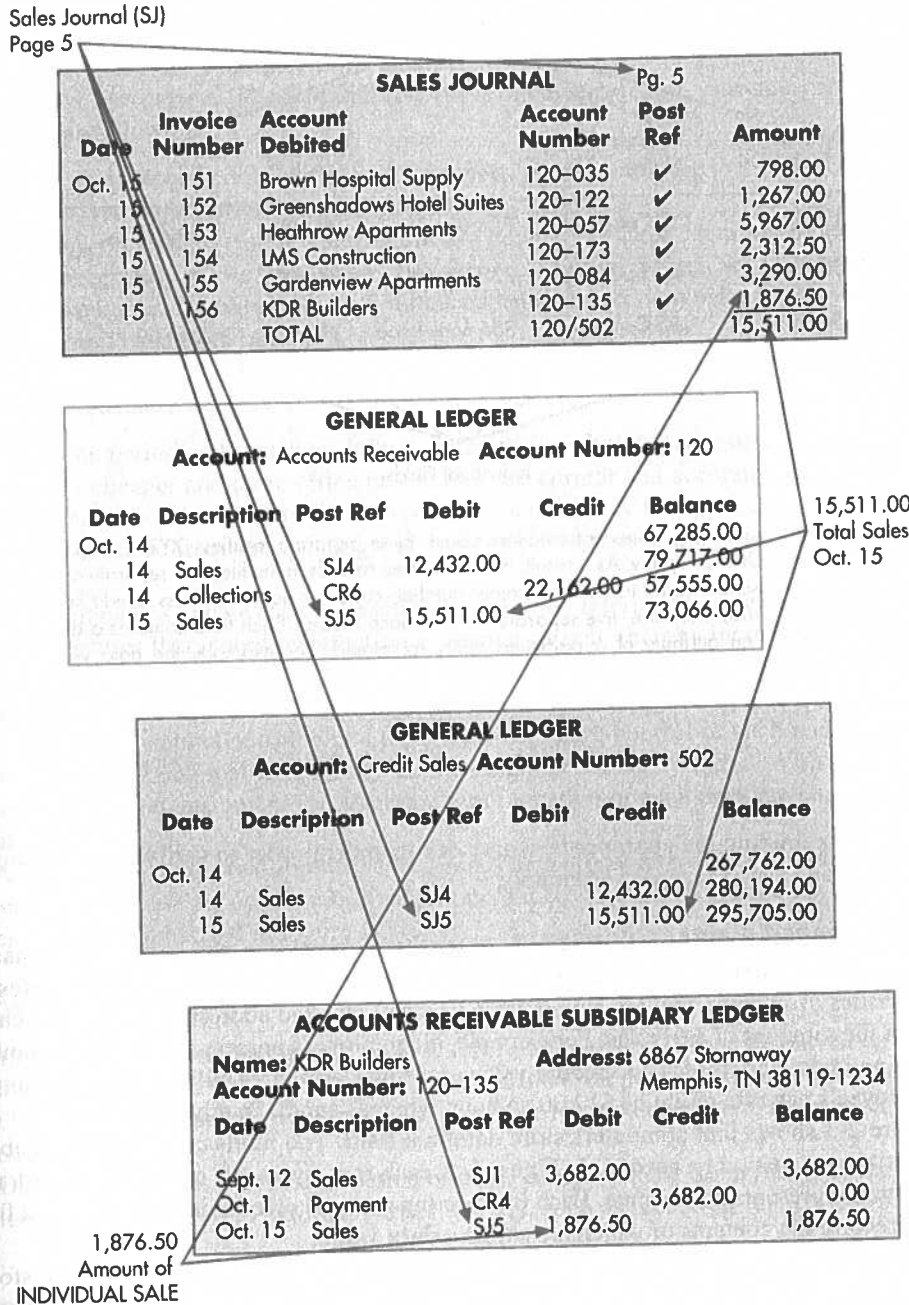 Sales Journal (SJ)
Page 5
SALES JOURNAL Pg. 5
Date Invoice Number Account Debited Account Number Post Ref Amount
Oct. 15 151 Brown Hospital Supply 120–035 ✔ 798.00
15 152 Greenshadows Hotel Suites 120–122 ✔ 1,267.00
15 153 Heathrow Apartments 120–057 ✔ 5,967.00
15 154 LMS Construction 120–173 ✔ 2,312.50
15 155 Gardenview Apartments 120–084 ✔ 3,290.00
15 156 KDR Builders 120–135 ✔ 1,876.50
TOTAL 120/502 15,511.00
GENERAL LEDGER
Account: Accounts Receivable Account Number: 120
Date Description Post Ref Debit Credit Balance
Oct. 14 67,285.00
14 Sales SJ4 12,432.00 79,717.00
14 Collections CR6 22,162.00 57,555.00
15 Sales SJ5 15,511.00 73,066.00
15,511.00
Total Sales
Oct. 15
GENERAL LEDGER
Account: Credit Sales Account Number: 502
Date Description Post Ref Debit Credit Balance
Oct. 14 267,762.00
14 Sales SJ4 12,432.00 280,194.00
15 Sales SJ5 15,511.00 295,705.00
ACCOUNTS RECEIVABLE SUBSIDIARY LEDGER
Name: KDR Builders Address: 6867 Stornaway
Account Number: 120–135 Memphis, TN 38119-1234
Date Description Post Ref Debit Credit Balance
Sept. 12 Sales SJ1 3,682.00 3,682.00
Oct. 1 Payment CR4 3,682.00 0.00
Oct. 15 Sales SJ5 1,876.50 1,876.50
1,876.50
Amount of
INDIVIDUAL SALE